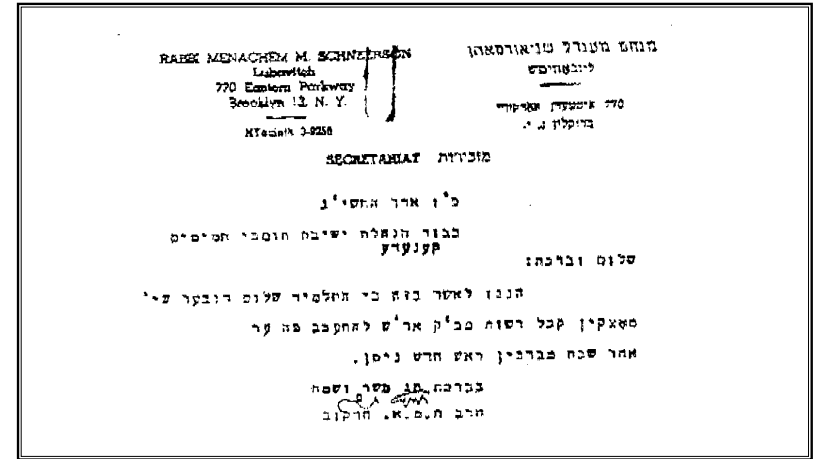 RABBI MENACHEM M. SCHNEERSON
Lubavitch
770 Eastern Parkway
Brooklyn 13, N. Y.
HYacinth 3-9250
מנחם מענדל שניאורסאהן
ליובאוויטש
770 איסטערן פארקוויי
ברוקלין נ. י.
SECRETARIAT מזכירות
כ"ז אדר
כבוד הנהלת ישיבת תומכי תמימים
קענעדע
שלום וברכה:
הננו לאשר בזה כי התלמיד שלום דובער שי'
מאצקין קבל רשות מכ"ק אד"ש להתעכב פה עד
אחר שבת מברכין ראש חדש ניסן.
בברכת חג כשר ושמח
הרב ח.מ.א. חדקוב